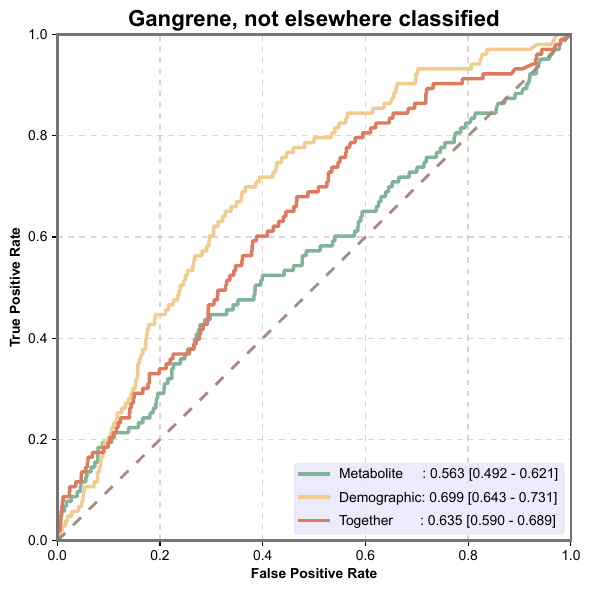 Gangrene, not elsewhere classified
True Positive Rate
1.0
0.8
0.6
0.4
0.2
0.0
Metabolite : 0.563 [0.492 - 0.621]
Demographic: 0.699 [0.643 - 0.731]
Together : 0.635 [0.590 - 0.689]
0.0 0.2 0.4 0.6 0.8 1.0
False Positive Rate